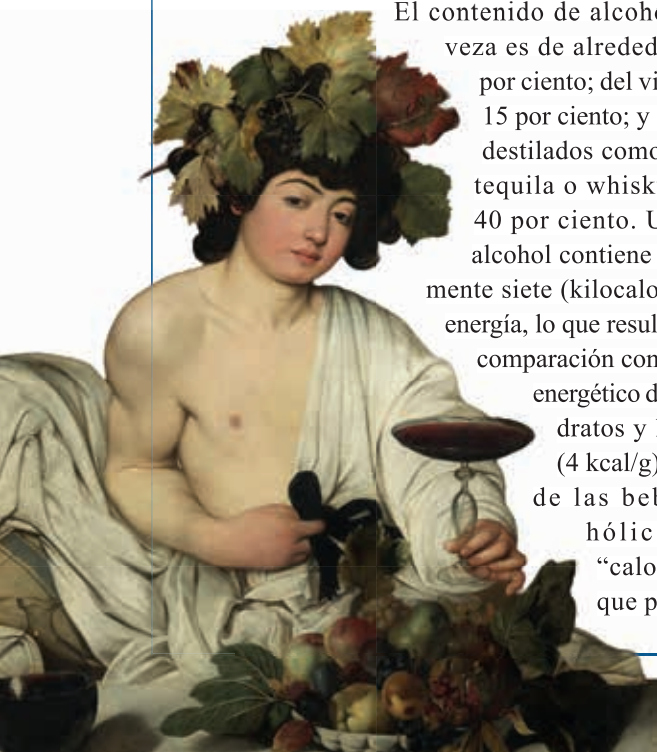 El contenido de alcoho
veza es de alreded
por ciento; del vi
15 por ciento; y
destilados como
tequila o whisk
40 por ciento. U
alcohol contiene
mente siete (kilocalo
energía, lo que resul
comparación con
energético d
dratos y
(4 kcal/g)
de las beb
hólic
“calo
que p